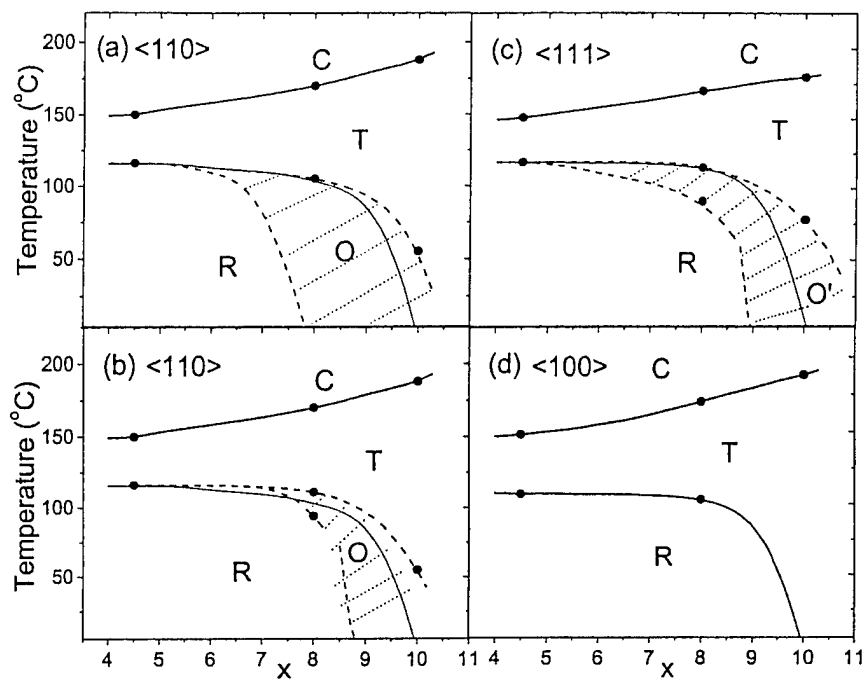 Temperature (°C)
200
150
100
50
(a) <110>
C
T
O
R
(c) <111>
C
T
R
O'
Temperature (°C)
200
150
100
50
(b) <110>
C
T
O
R
(d) <100>
C
T
R
4 5 6 7 8 9 10 11
x
4 5 6 7 8 9 10 11
x